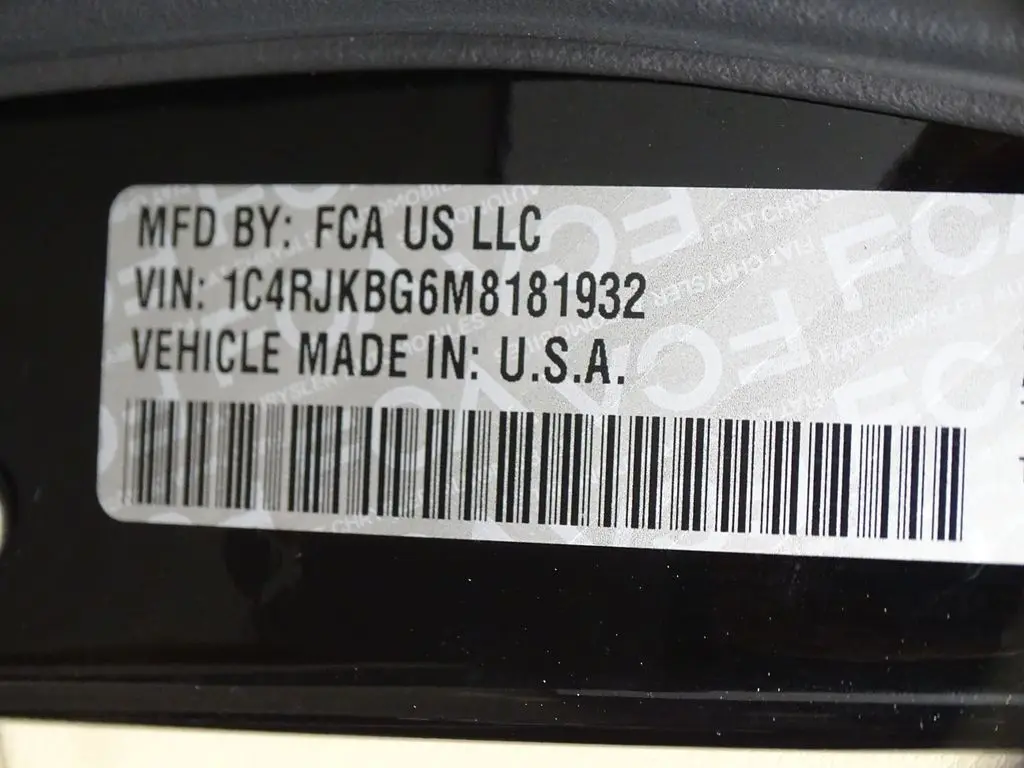 MFD BY: FCA US LLC
VIN: 1C4RJKBG6M8181932
VEHICLE MADE IN: U.S.A.